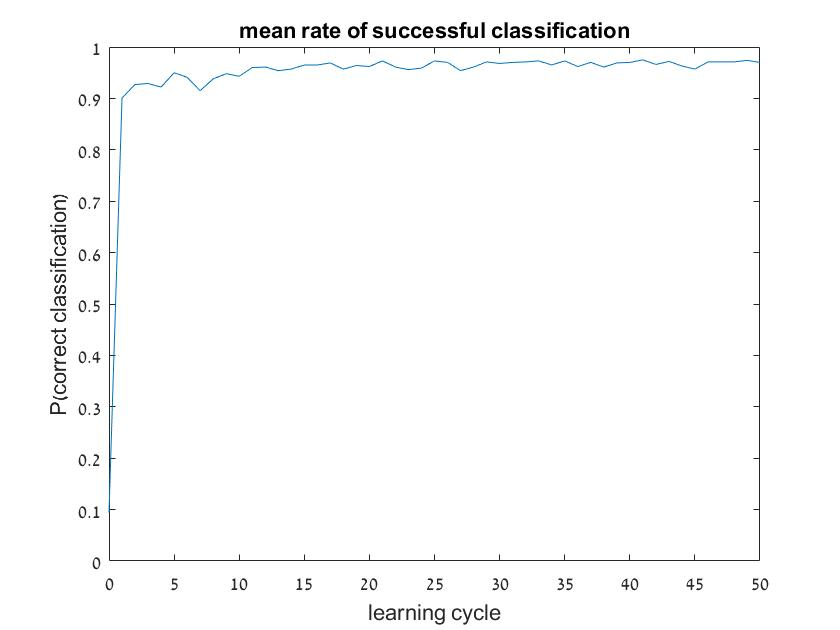 mean rate of successful classification
1
0.9
0.8
0.7
0.6
0.5
0.4
0.3
0.2
0.1
0
P(correct classification)
0 5 10 15 20 25 30 35 40 45 50
learning cycle